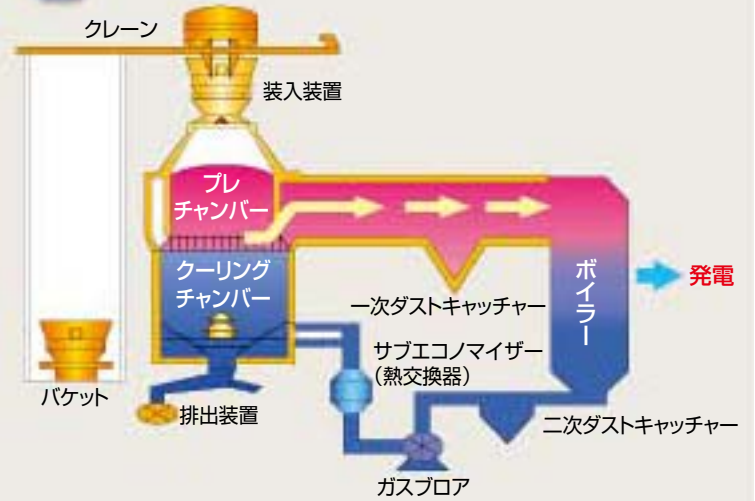 クレーン
装入装置
プレ
チャンバー
クーリング
チャンバー
ボイラー
発電
一次ダストキャッチャー
サブエコノマイザー
(熱交換器)
バケット
排出装置
二次ダストキャッチャー
ガスブロア